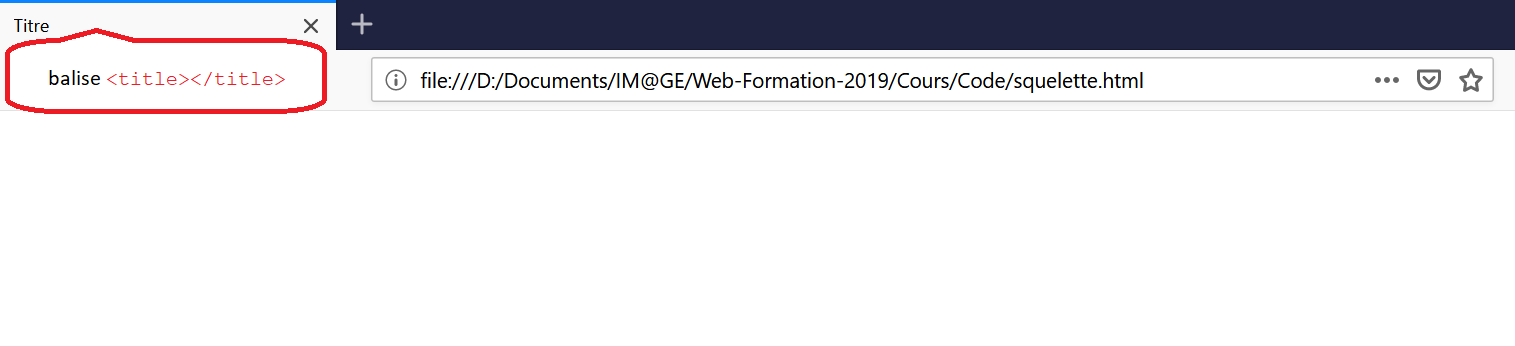 Titre
balise <title></title>
file:///D:/Documents/IM@GE/Web-Formation-2019/Cours/Code/squelette.html